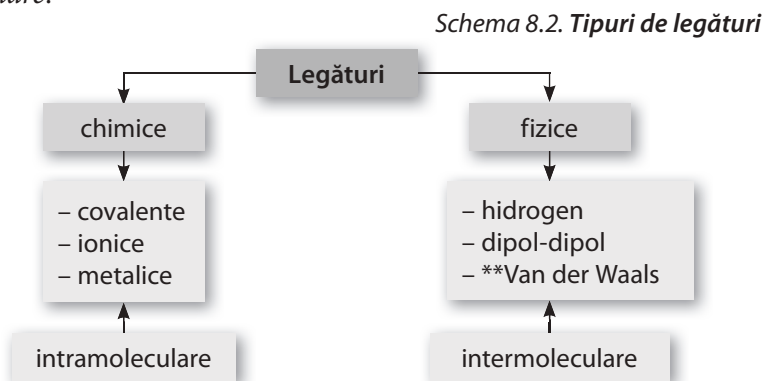 Schema 8.2. Tipuri de legături
Legături
chimice
fizice
– covalente
– ionice
– metalice
– hidrogen
– dipol-dipol
– **Van der Waals
intramoleculare
intermoleculare